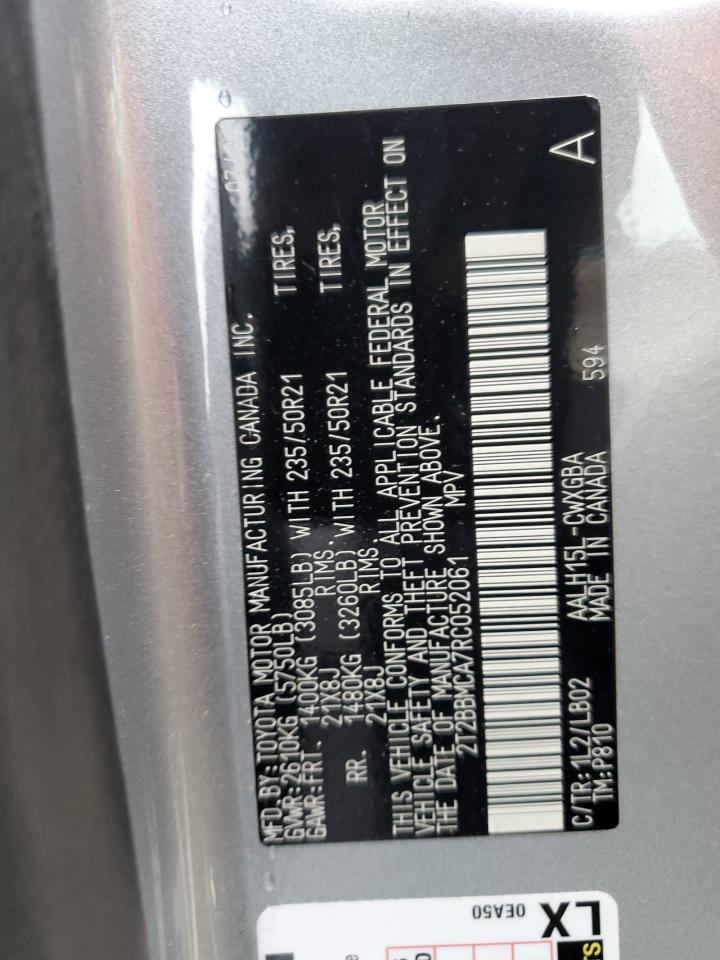 07/
MFD.BY:TOYOTA MOTOR MANUFACTURING CANADA INC.
GVWR:2610KG (5750LB)
GAWR:FRT. 1400KG (3085LB) WITH 235/50R21 TIRES,
21X8J RIMS.
RR. 1480KG (3260LB) WITH 235/50R21 TIRES,
21X8J RIMS.
THIS VEHICLE CONFORMS TO ALL APPLICABLE FEDERAL MOTOR
VEHICLE SAFETY AND THEFT PREVENTION STANDARDS IN EFFECT ON
THE DATE OF MANUFACTURE SHOWN ABOVE.
2T2BBMCA7RC052061 MPV
C/TR:1L2/LB02 AALH15L-CWXGBA
TM:P810 MADE IN CANADA 594 A
LX
0EA50